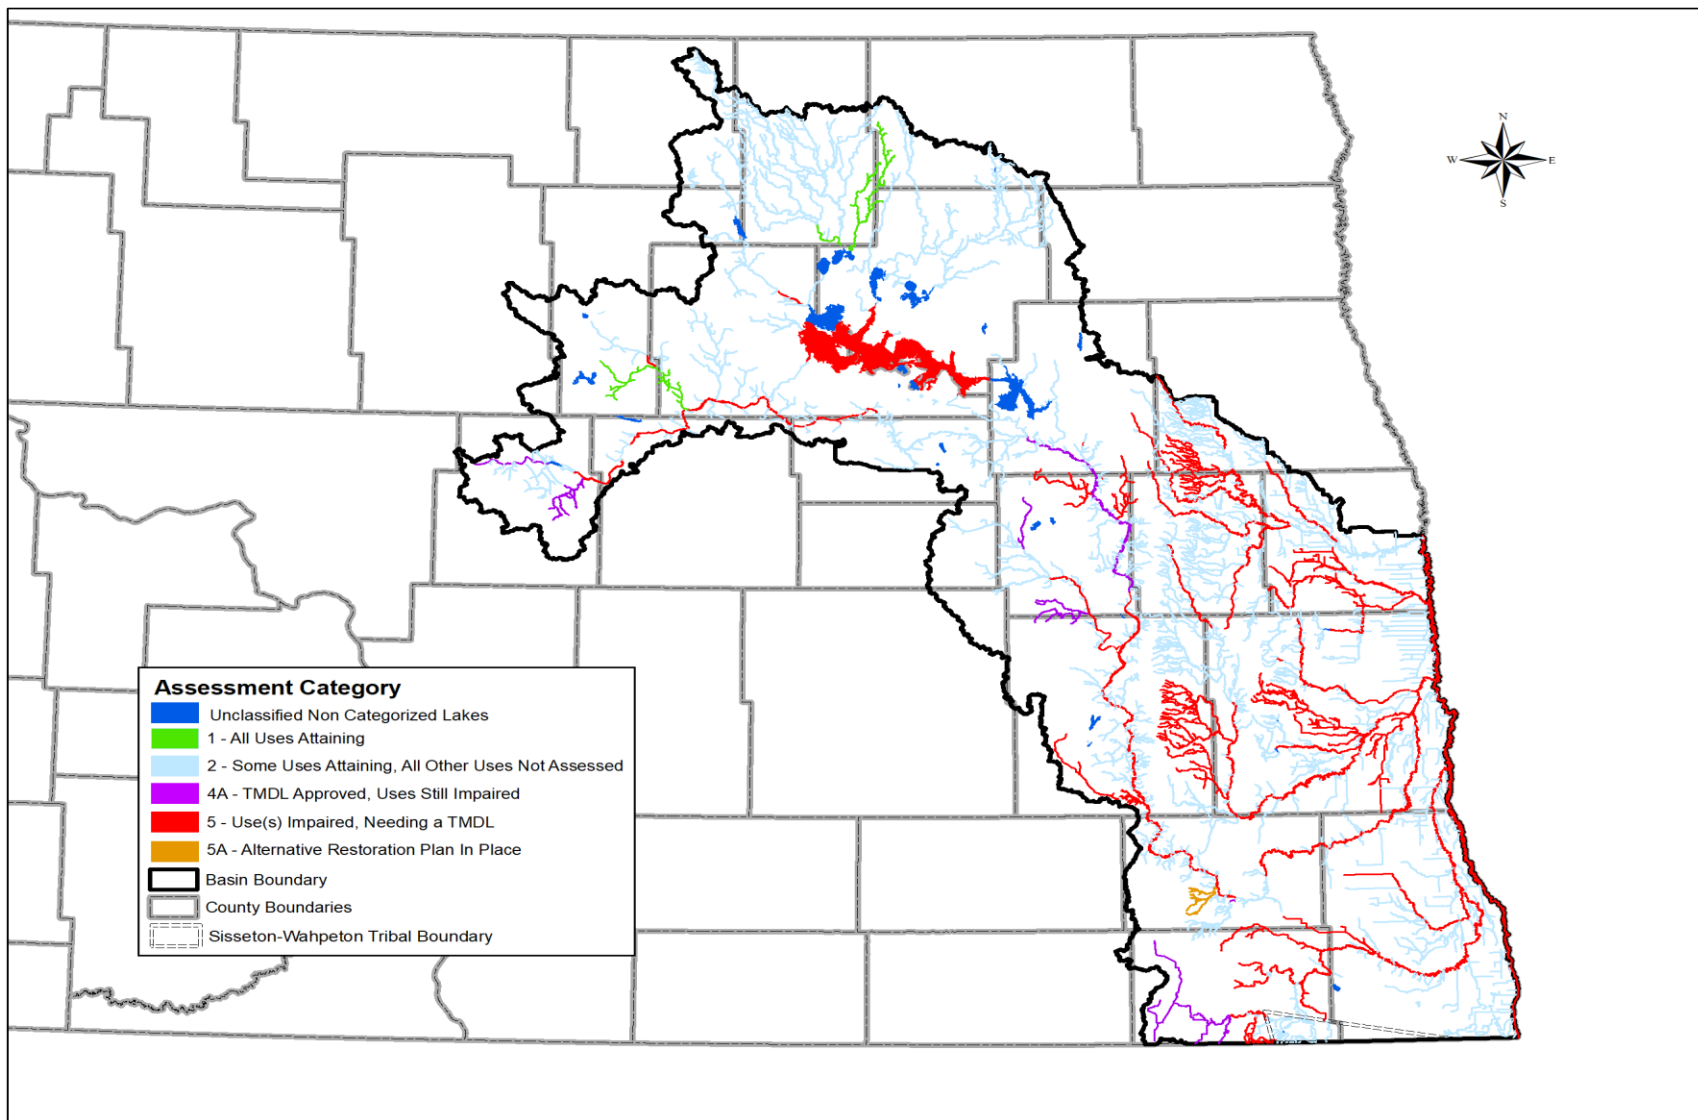 N
W
E
S
Assessment Category
Unclassified Non Categorized Lakes
1 - All Uses Attaining
2 - Some Uses Attaining, All Other Uses Not Assessed
4A - TMDL Approved, Uses Still Impaired
5 - Use(s) Impaired, Needing a TMDL
5A - Alternative Restoration Plan In Place
Basin Boundary
County Boundaries
Sisseton-Wahpeton Tribal Boundary